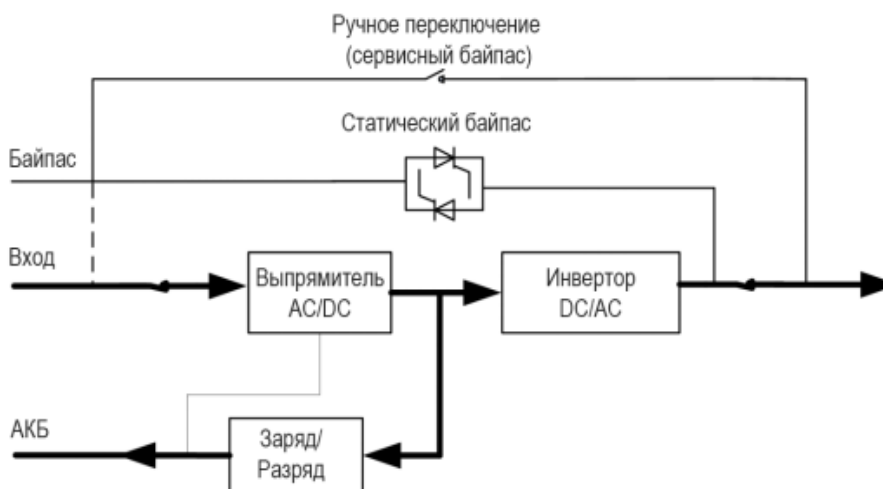 Ручное переключение
(сервисный байпас)
Статический байпас
Байпас
Вход
Выпрямитель
AC/DC
Инвертор
DC/AC
АКБ
Заряд/
Разряд